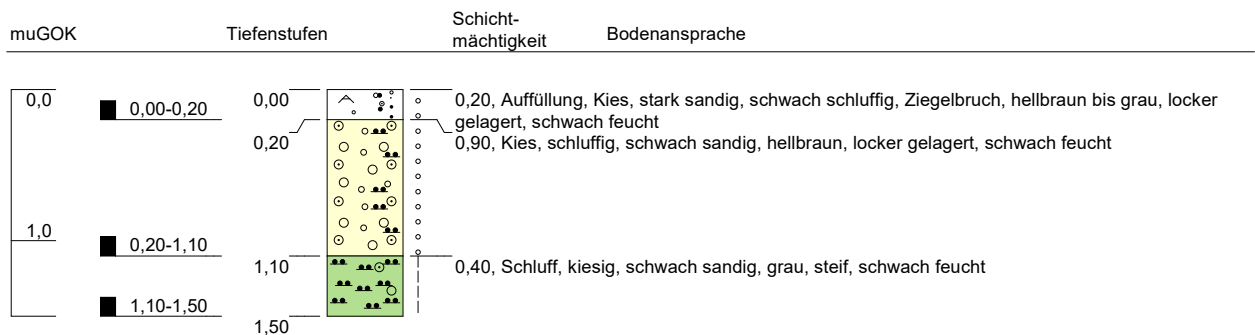 muGOK Tiefenstufen Schicht-
mächtigkeit Bodenansprache
0,0 0,00-0,20 0,00 0,20, Auffüllung, Kies, stark sandig, schwach schluffig, Ziegelbruch, hellbraun bis grau, locker
gelagert, schwach feucht
0,20 0,90, Kies, schluffig, schwach sandig, hellbraun, locker gelagert, schwach feucht
1,0
0,20-1,10
1,10 0,40, Schluff, kiesig, schwach sandig, grau, steif, schwach feucht
1,10-1,50
1,50